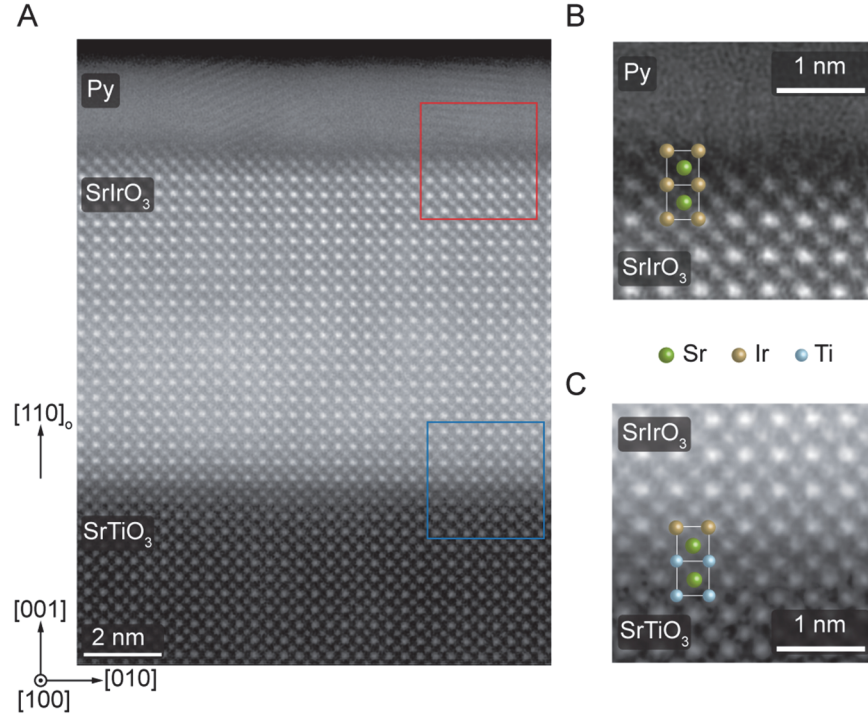 A
Py
SrIrO₃
[110]ₒ
SrTiO₃
[001]
2 nm
[010]
[100]
B
Py
1 nm
SrIrO₃
Sr Ir Ti
C
SrIrO₃
SrTiO₃
1 nm